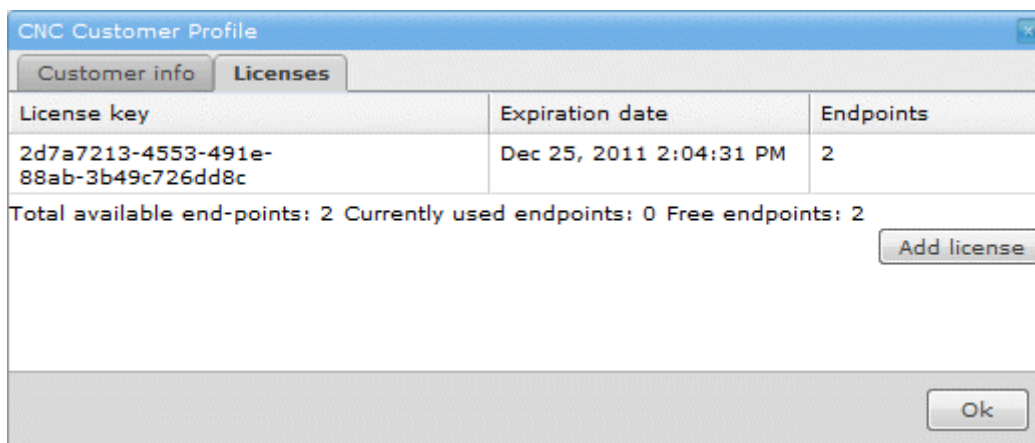 CNC Customer Profile
Customer info Licenses
License key Expiration date Endpoints
2d7a7213-4553-491e- Dec 25, 2011 2:04:31 PM 2
88ab-3b49c726dd8c
Total available end-points: 2 Currently used endpoints: 0 Free endpoints: 2
Add license
Ok